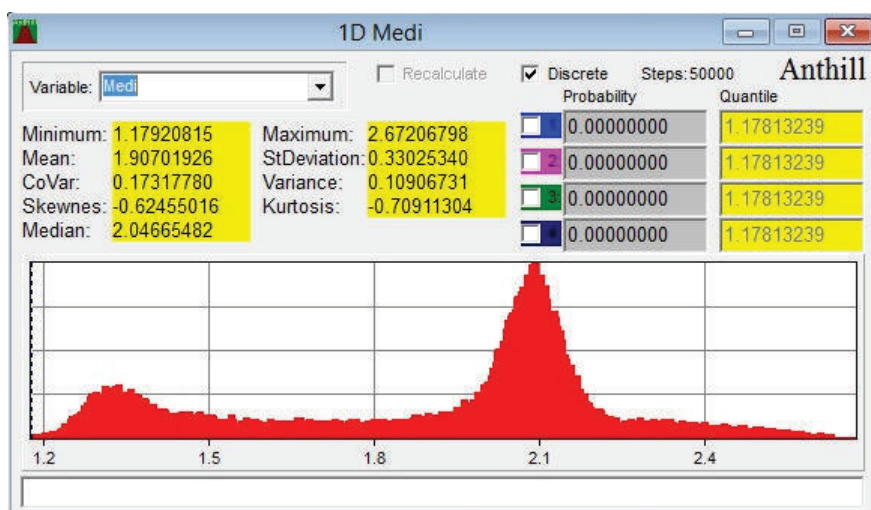 1D Medi
Variable: Medi
Recalculate
Discrete
Steps:50000
Anthill
Probability
Quantile
Minimum: 1.17920815
Maximum: 2.67206798
Mean: 1.90701926
StDeviation: 0.33025340
CoVar: 0.17317780
Variance: 0.10906731
Skewnes: -0.62455016
Kurtosis: -0.70911304
Median: 2.04665482
1 0.00000000 1.17813239
2: 0.00000000 1.17813239
3: 0.00000000 1.17813239
4 0.00000000 1.17813239
1.2 1.5 1.8 2.1 2.4